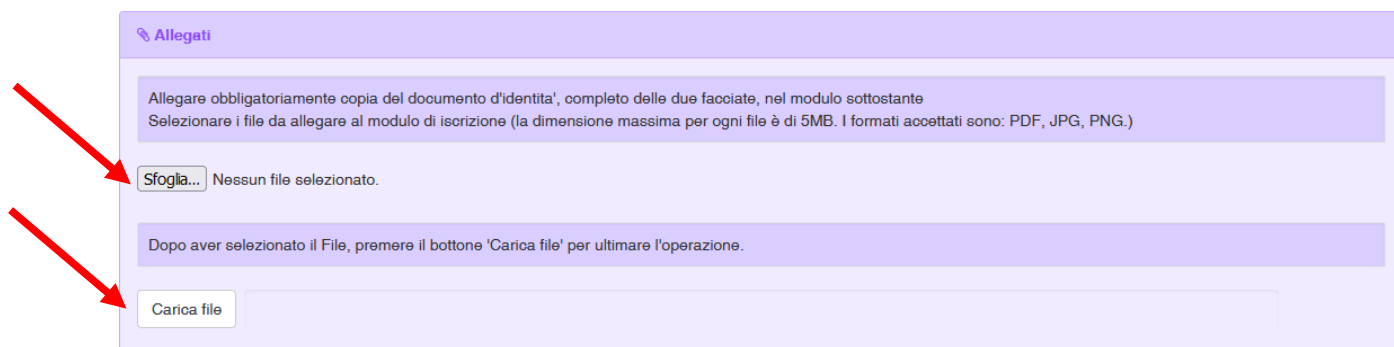 Allegati
Allegare obbligatoriamente copia del documento d'identita', completo delle due facciate, nel modulo sottostante
Selezionare i file da allegare al modulo di iscrizione (la dimensione massima per ogni file è di 5MB. I formati accettati sono: PDF, JPG, PNG.)
Sfoglia... Nessun file selezionato.
Dopo aver selezionato il File, premere il bottone 'Carica file' per ultimare l'operazione.
Carica file